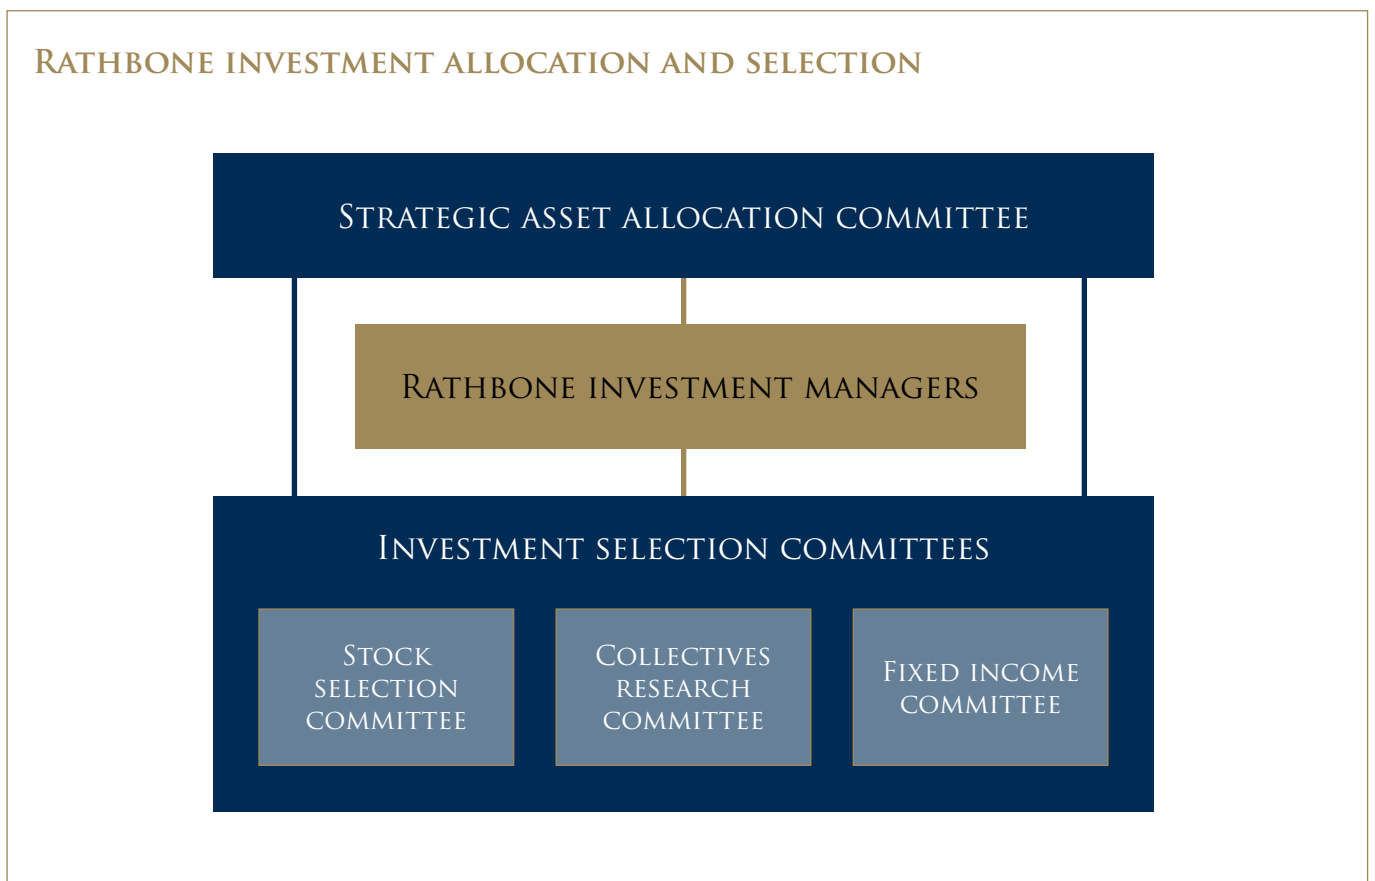 Rathbone investment allocation and selection
Strategic asset allocation committee
Rathbone investment managers
Investment selection committees
Stock
selection
committee
Collectives
research
committee
Fixed income
committee